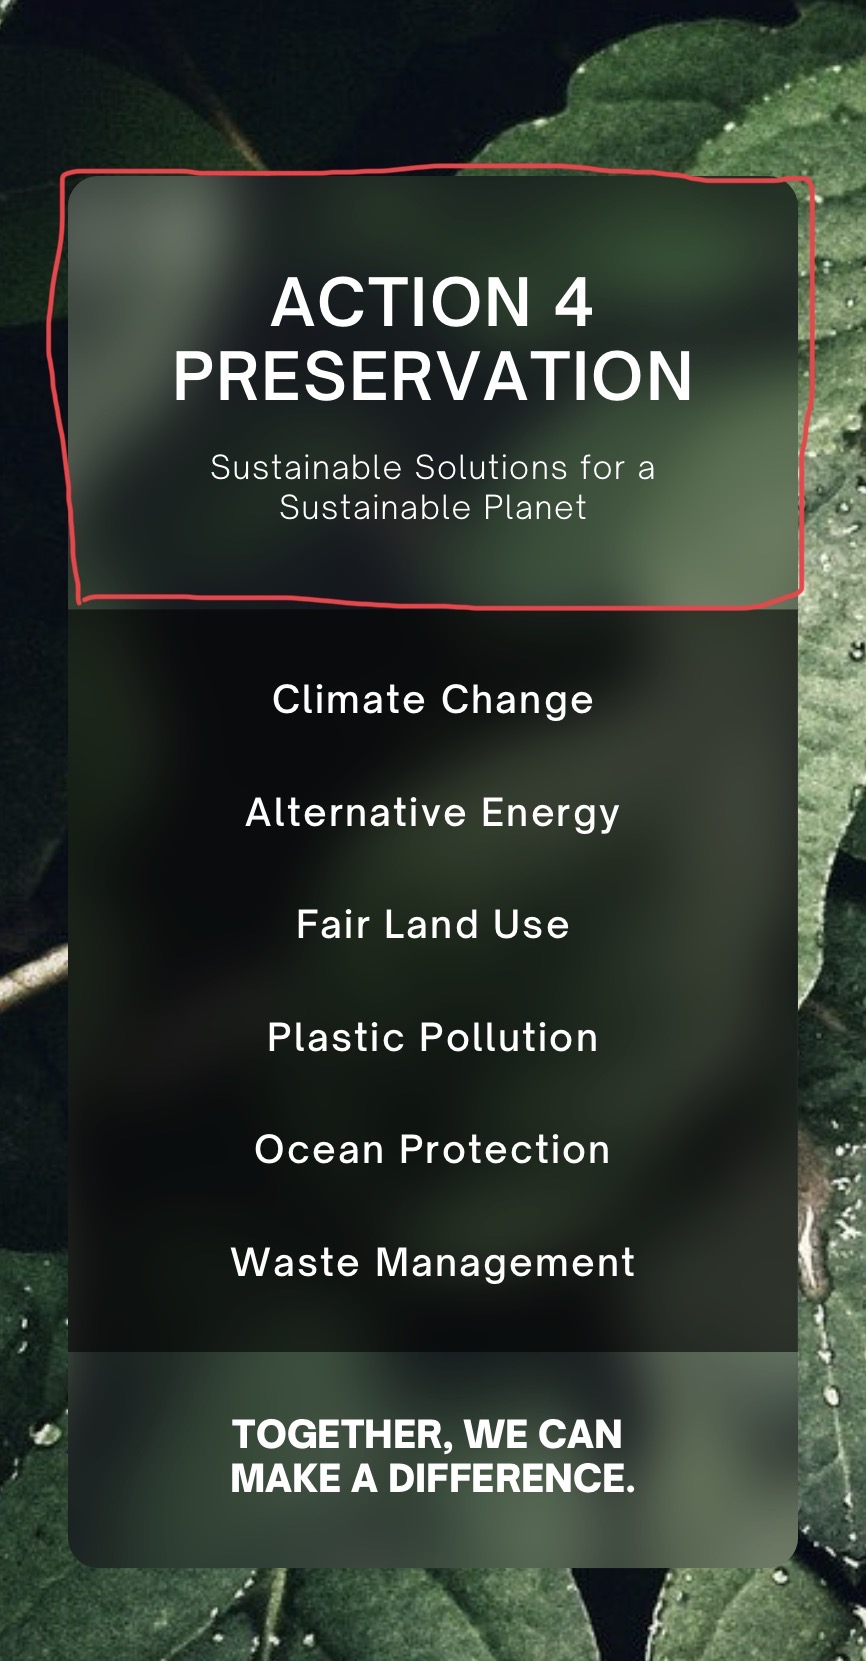 ACTION 4
PRESERVATION
Sustainable Solutions for a
Sustainable Planet
Climate Change
Alternative Energy
Fair Land Use
Plastic Pollution
Ocean Protection
Waste Management
TOGETHER, WE CAN
MAKE A DIFFERENCE.